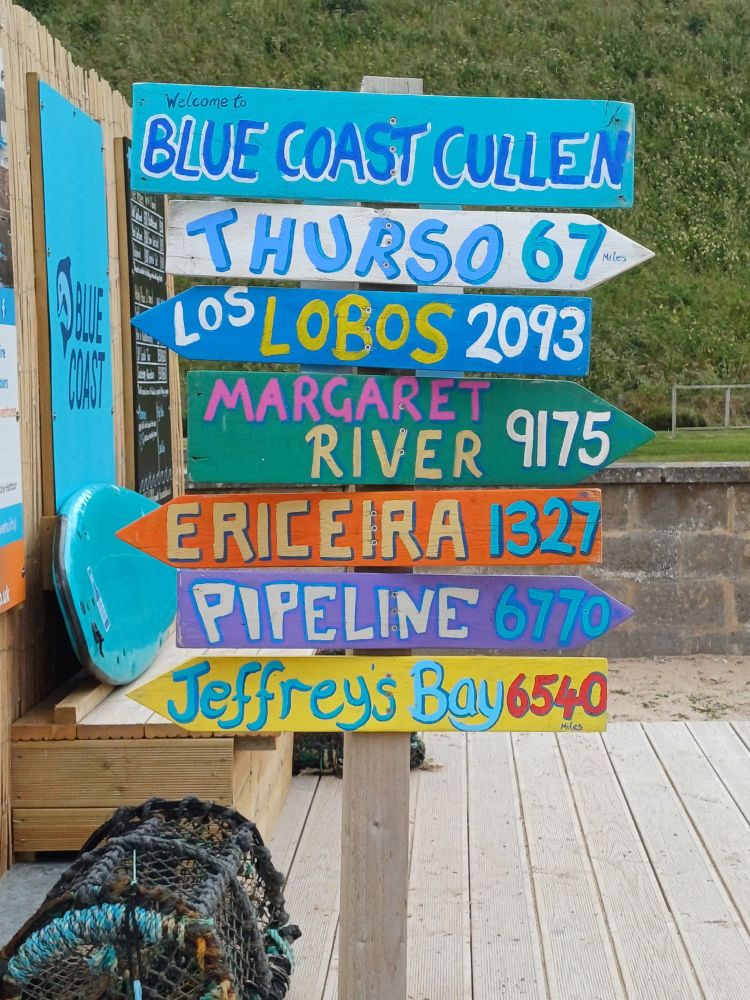 Welcome to
BLUE COAST CULLEN
THURSO 67 Miles
LOS LOBOS 2093
MARGARET
RIVER 9175
ERICEIRA 1327
PIPELINE 6770
Jeffrey's Bay 6540
Miles
BLUE
COAST